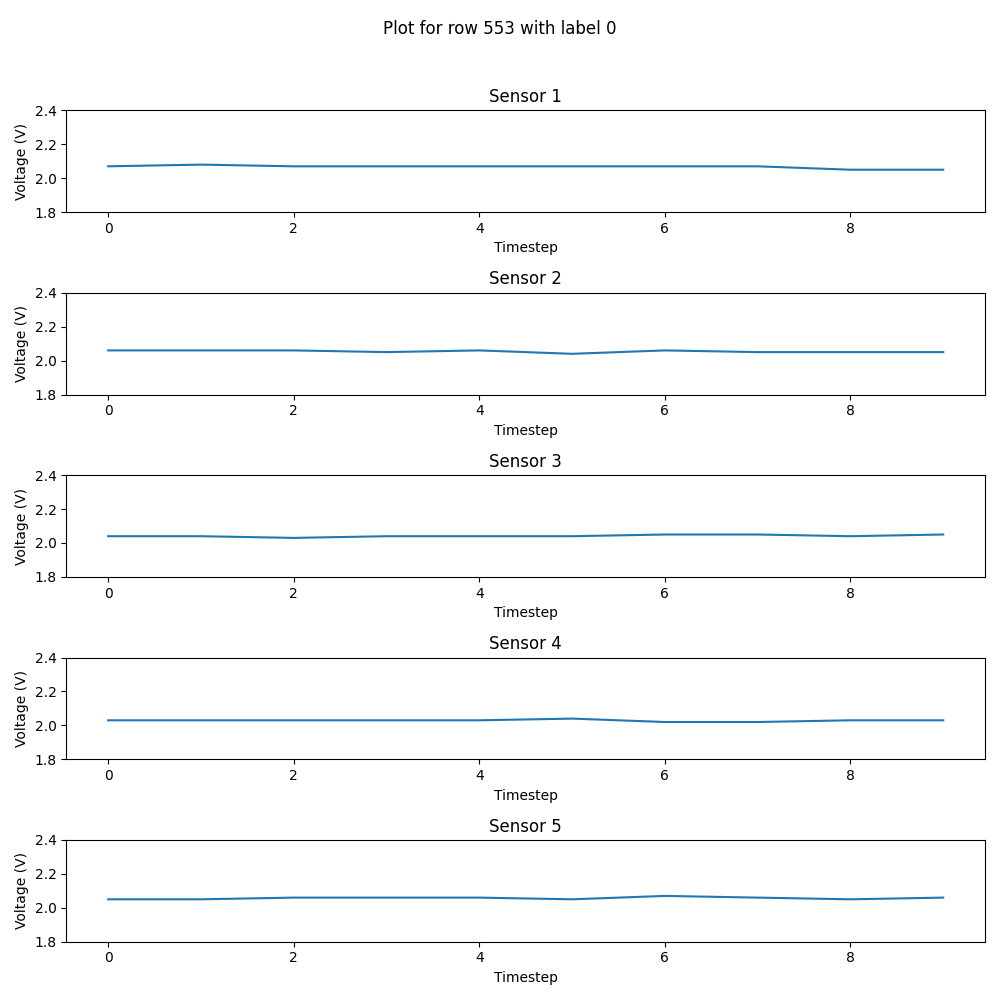 Plot for row 553 with label 0
Sensor 1
2.4
2.2
2.0
1.8
Voltage (V)
0 2 4 6 8
Timestep
Sensor 2
2.4
2.2
2.0
1.8
Voltage (V)
0 2 4 6 8
Timestep
Sensor 3
2.4
2.2
2.0
1.8
Voltage (V)
0 2 4 6 8
Timestep
Sensor 4
2.4
2.2
2.0
1.8
Voltage (V)
0 2 4 6 8
Timestep
Sensor 5
2.4
2.2
2.0
1.8
Voltage (V)
0 2 4 6 8
Timestep